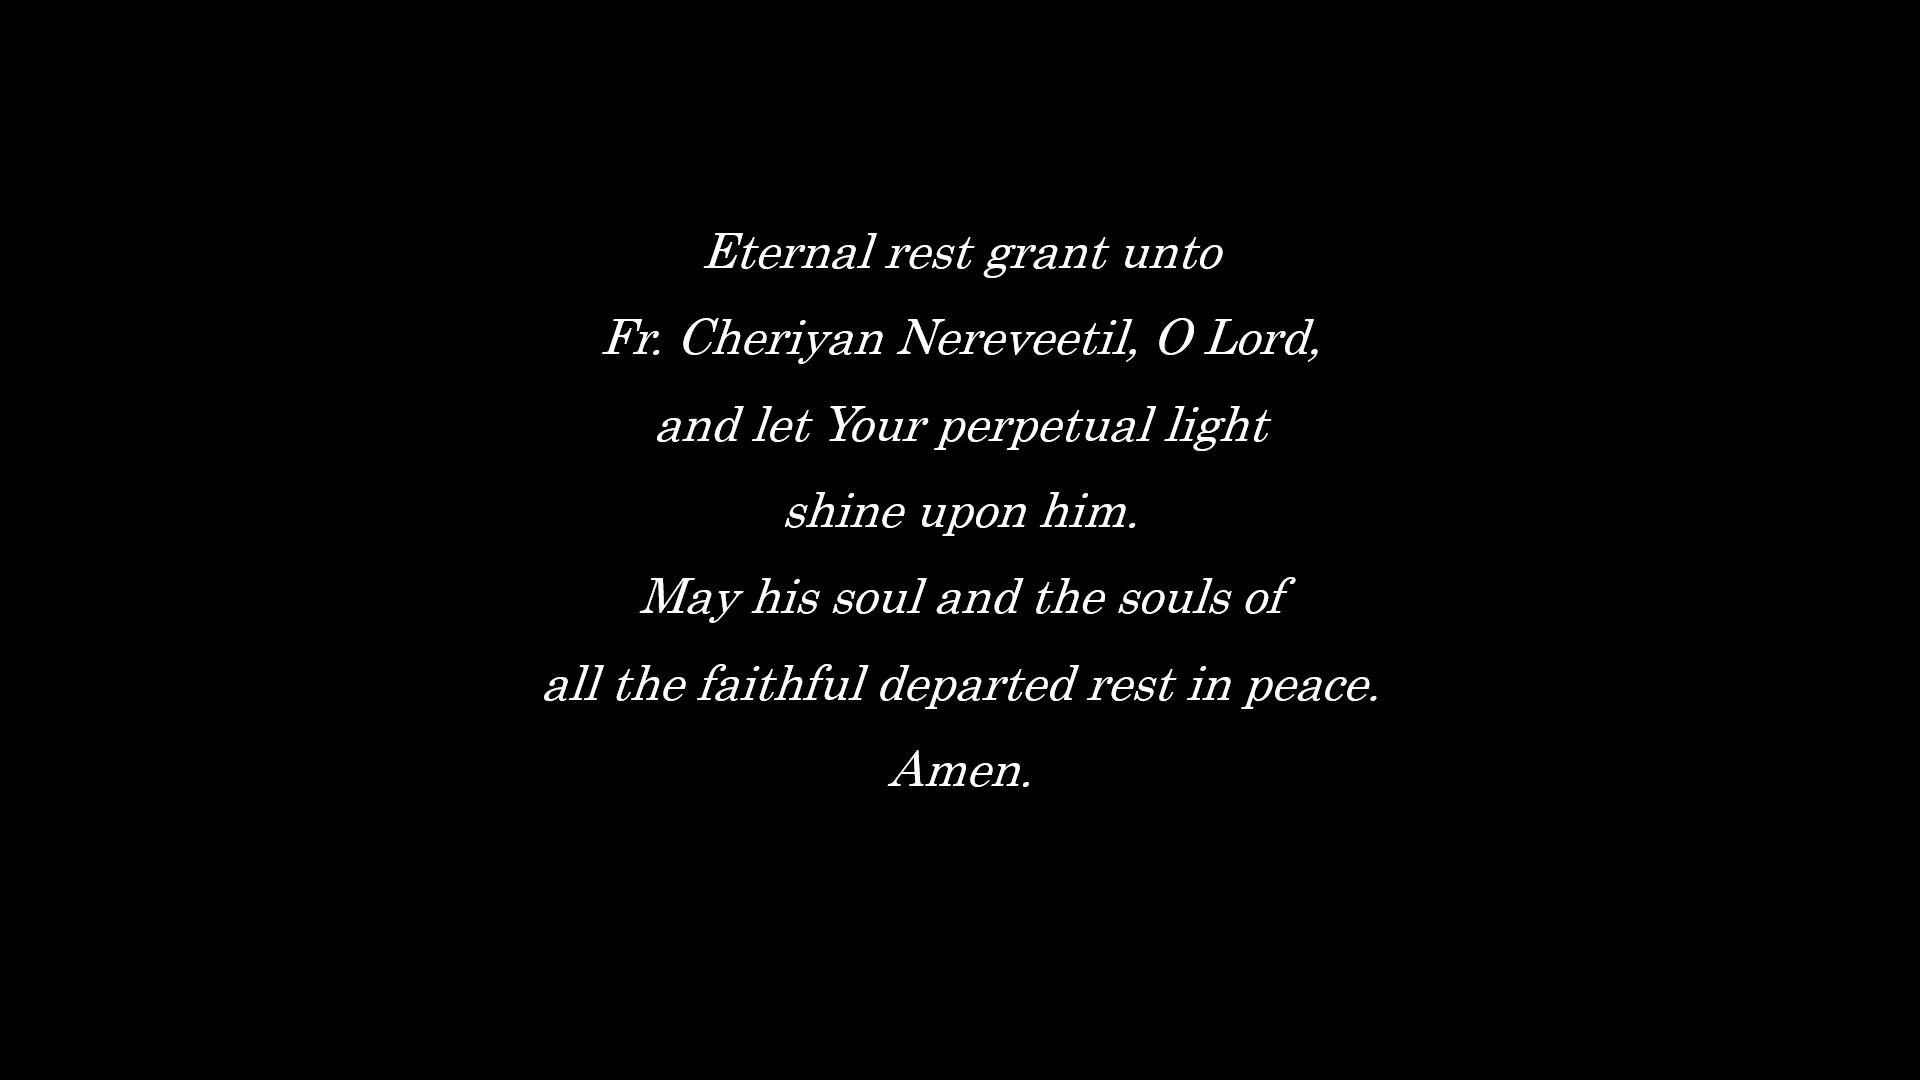 Eternal rest grant unto
Fr. Cheriyan Nereveetil, O Lord,
and let Your perpetual light
shine upon him.
May his soul and the souls of
all the faithful departed rest in peace.
Amen.